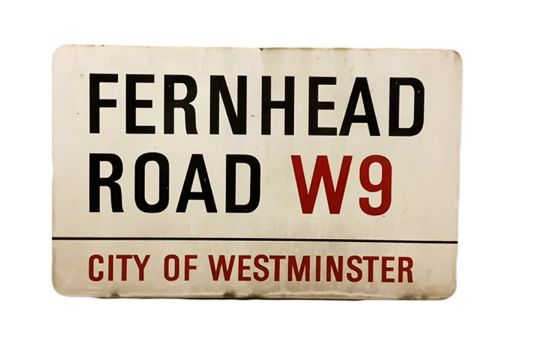 FERNHEAD
ROAD W9
CITY OF WESTMINSTER